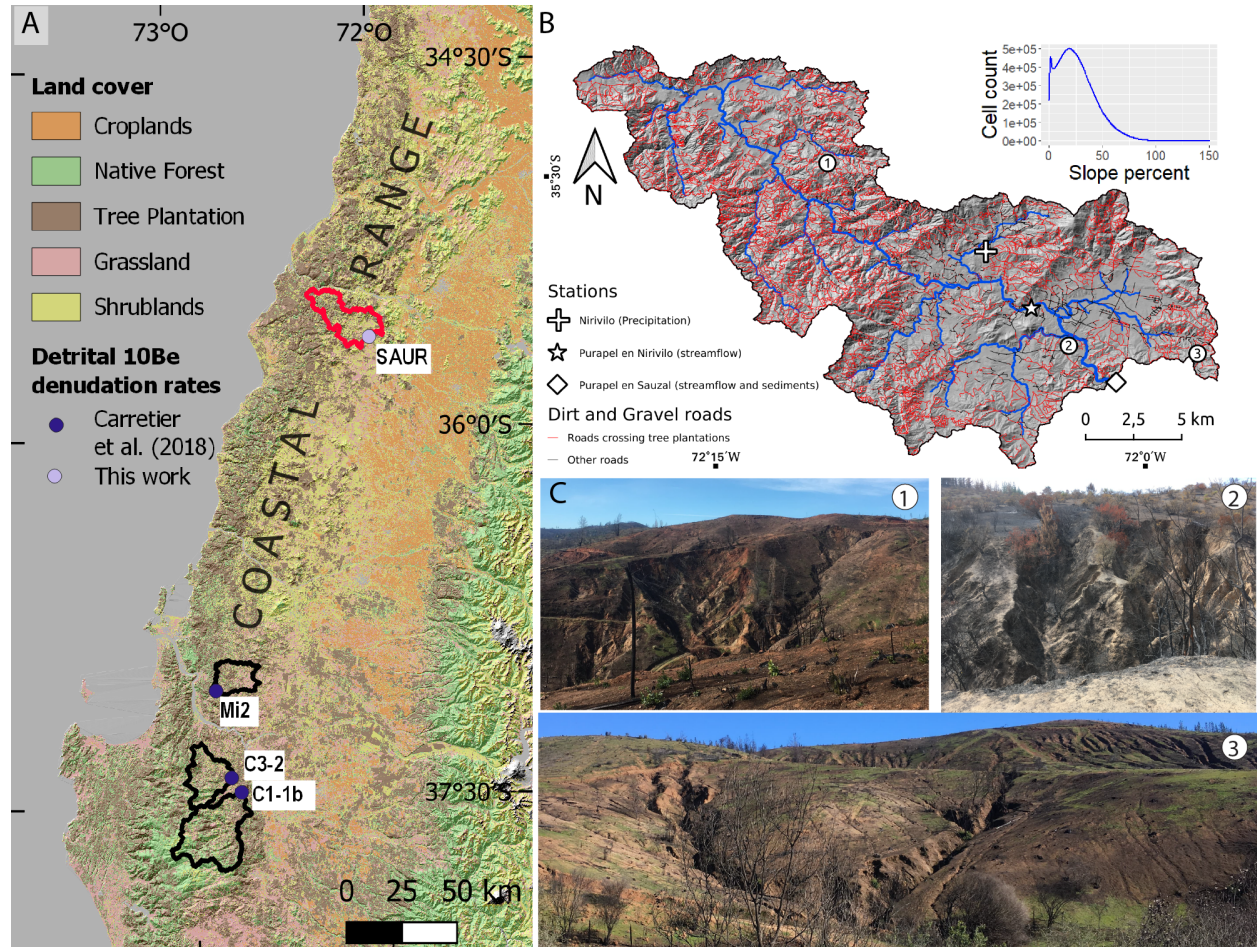 A
73°O
72°O
34°30'S
Land cover
Croplands
Native Forest
Tree Plantation
Grassland
Shrublands
Detrital 10Be
denudation rates
Carretier
et al. (2018)
This work
COASTAL RANGE
SAUR
36°0'S
Mi2
C3-2
C1-1b
37°30'S
0 25 50 km
B
5e+05
4e+05
3e+05
2e+05
1e+05
0e+00
Cell count
0 50 100 150
Slope percent
35°30'S
N
1
2
3
Stations
Nirivilo (Precipitation)
Purapel en Nirivilo (streamflow)
Purapel en Sauzal (streamflow and sediments)
Dirt and Gravel roads
Roads crossing tree plantations
Other roads
0 2,5 5 km
72°15'W
72°0'W
C
1
2
3